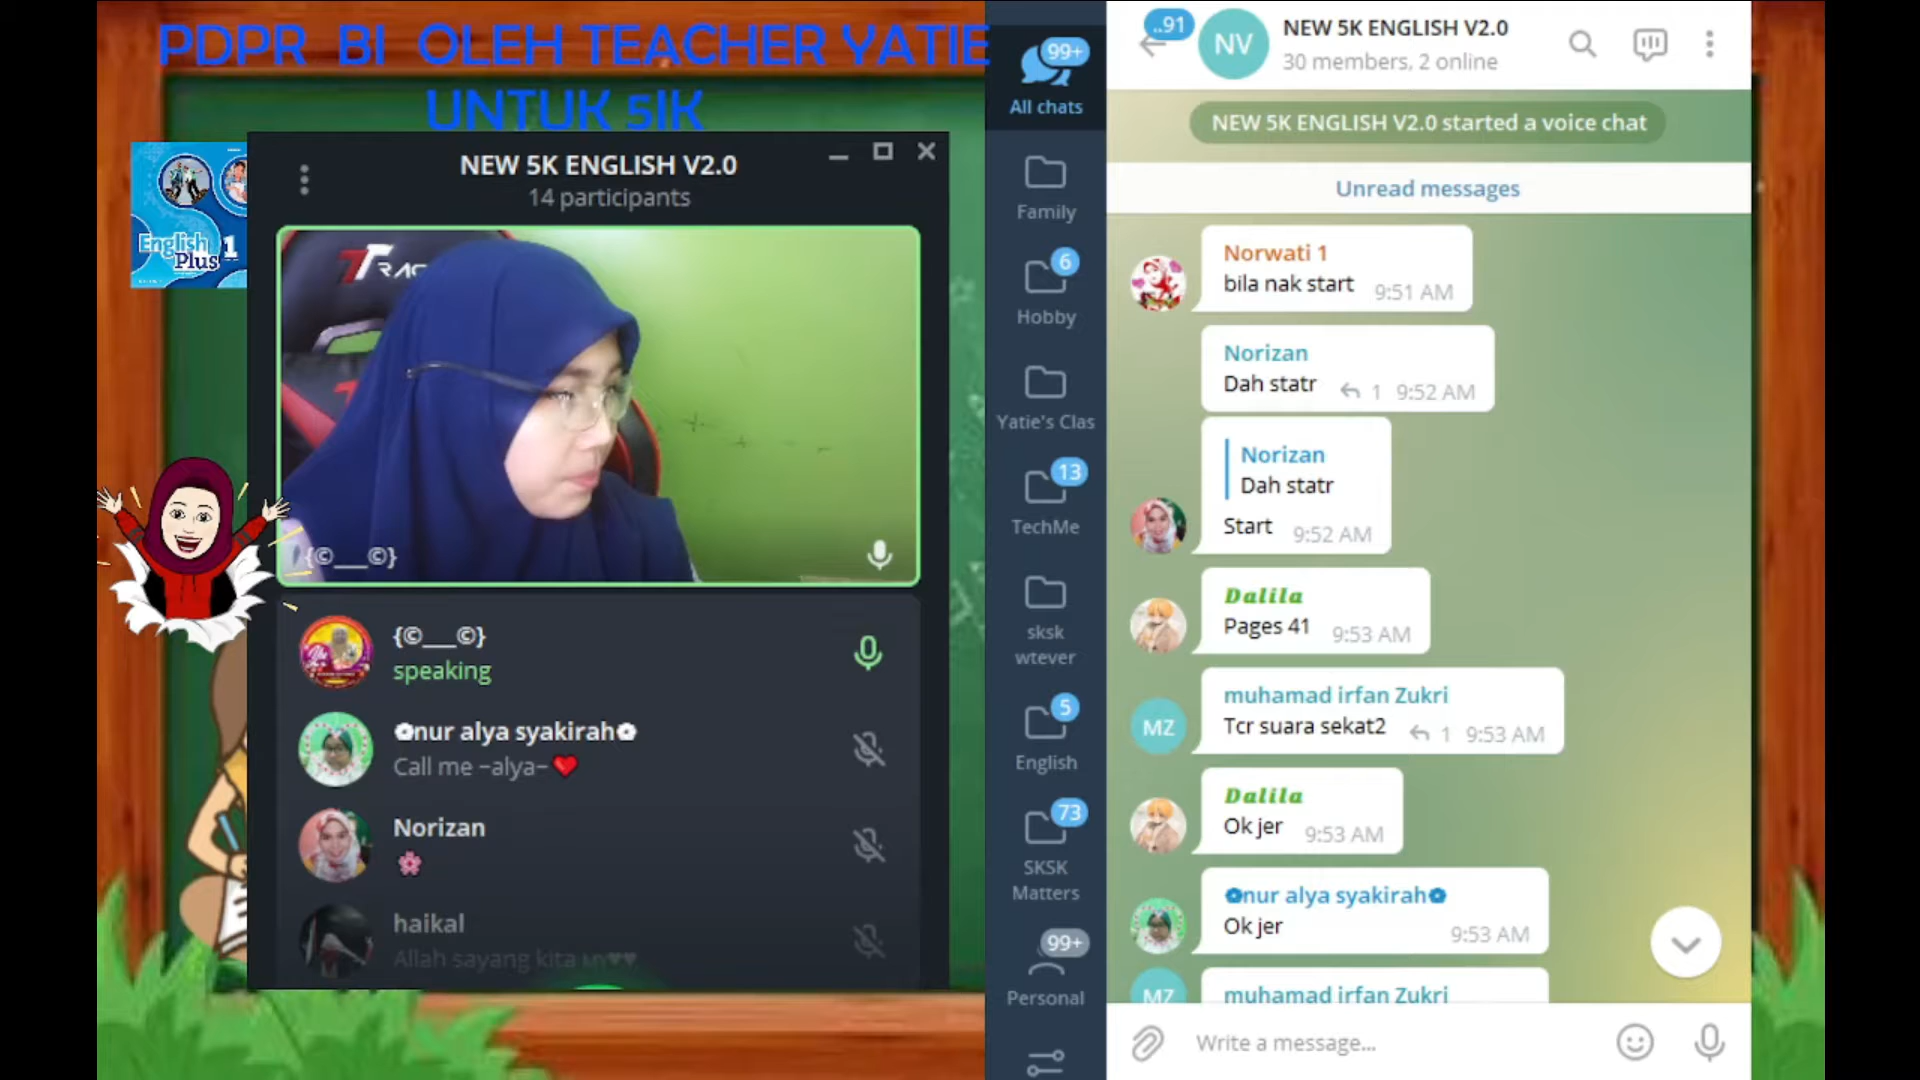 PDPR BI OLEH TEACHER YATIE
UNTUK 5IK
English
Plus 1
NEW 5K ENGLISH V2.0
14 participants
{©___©}
{©___©}
speaking
✿nur alya syakirah✿
Call me ~alya~❤️
Norizan
🌸
haikal
Allah sayang kita
99+
All chats
Family
6
Hobby
Yatie's Clas
13
TechMe
sksk
wtever
5
English
73
SKSK
Matters
99+
Personal
..91
NV
NEW 5K ENGLISH V2.0
30 members, 2 online
NEW 5K ENGLISH V2.0 started a voice chat
Unread messages
Norwati 1
bila nak start 9:51 AM
Norizan
Dah statr 1 9:52 AM
Norizan
Dah statr
Start 9:52 AM
Dalila
Pages 41 9:53 AM
muhamad irfan Zukri
MZ
Tcr suara sekat2 1 9:53 AM
Dalila
Ok jer 9:53 AM
✿nur alya syakirah✿
Ok jer 9:53 AM
MZ
muhamad irfan Zukri
Write a message...